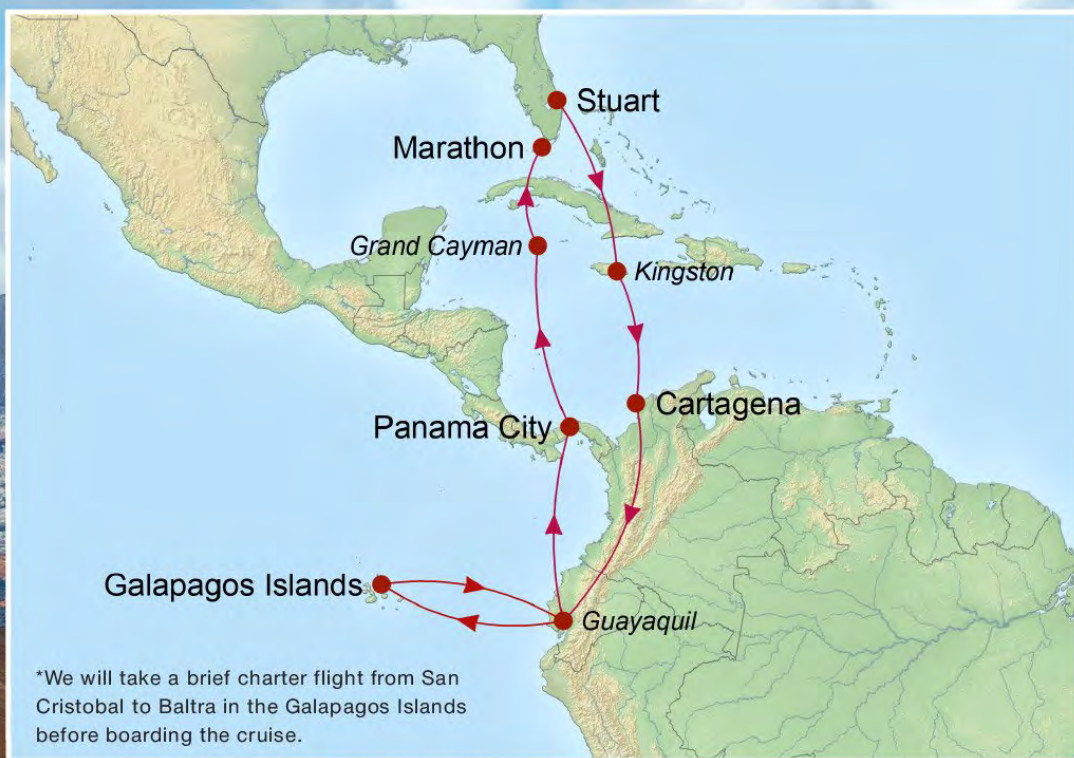 Stuart
Marathon
Grand Cayman
Kingston
Cartagena
Panama City
Galapagos Islands
Guayaquil
*We will take a brief charter flight from San
Cristobal to Baltra in the Galapagos Islands
before boarding the cruise.